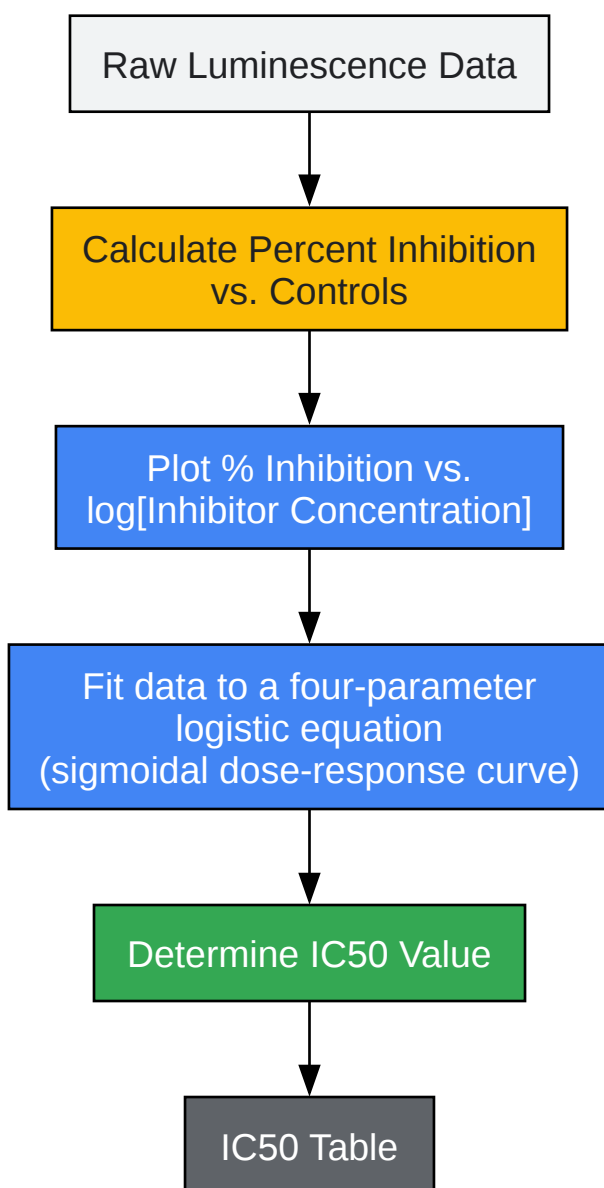 Raw Luminescence Data
Calculate Percent Inhibition
vs. Controls
Plot % Inhibition vs.
log[Inhibitor Concentration]
Fit data to a four-parameter
logistic equation
(sigmoidal dose-response curve)
Determine IC50 Value
IC50 Table